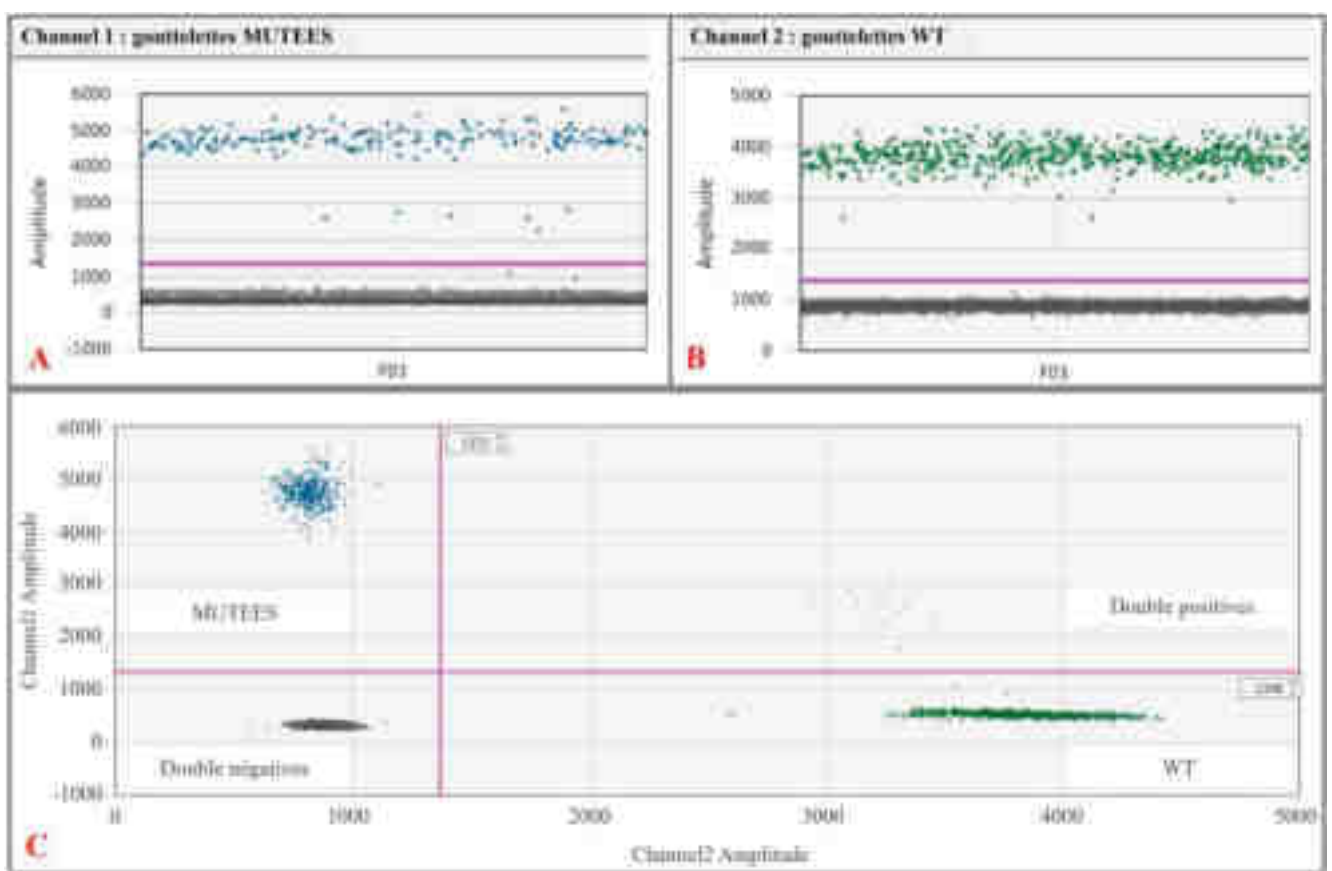 Channel 1 : gouttelettes MUTEES
Amplitude
6000
5000
4000
3000
2000
1000
0
-1000
A
Channel 2 : gouttelettes WT
Amplitude
5000
4000
3000
2000
1000
0
B
Channel1 Amplitude
6000
5000
4000
3000
2000
1000
0
-1000
MUTEES
Double positives
Double négatives
WT
0
1000
2000
3000
4000
5000
Channel2 Amplitude
C